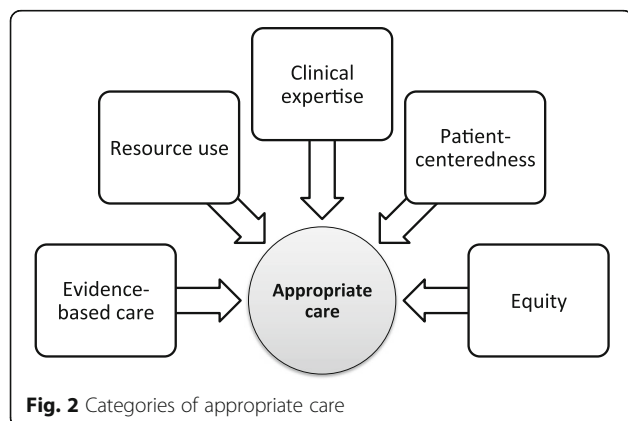 Clinical
expertise
Resource use
Patient-
centeredness
Evidence-
based care
Appropriate
care
Equity
Fig. 2 Categories of appropriate care